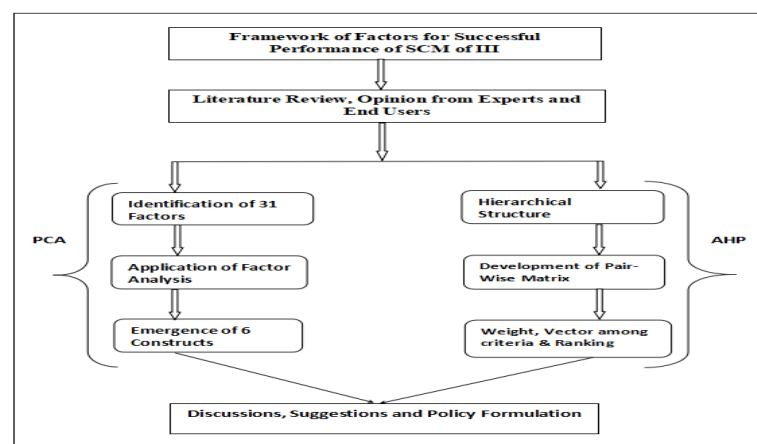 Framework of Factors for Successful
Performance of SCM of III
Literature Review, Opinion from Experts and
End Users
PCA
Identification of 31
Factors
Application of Factor
Analysis
Emergence of 6
Constructs
Hierarchical
Structure
Development of Pair-
Wise Matrix
Weight, Vector among
criteria & Ranking
AHP
Discussions, Suggestions and Policy Formulation